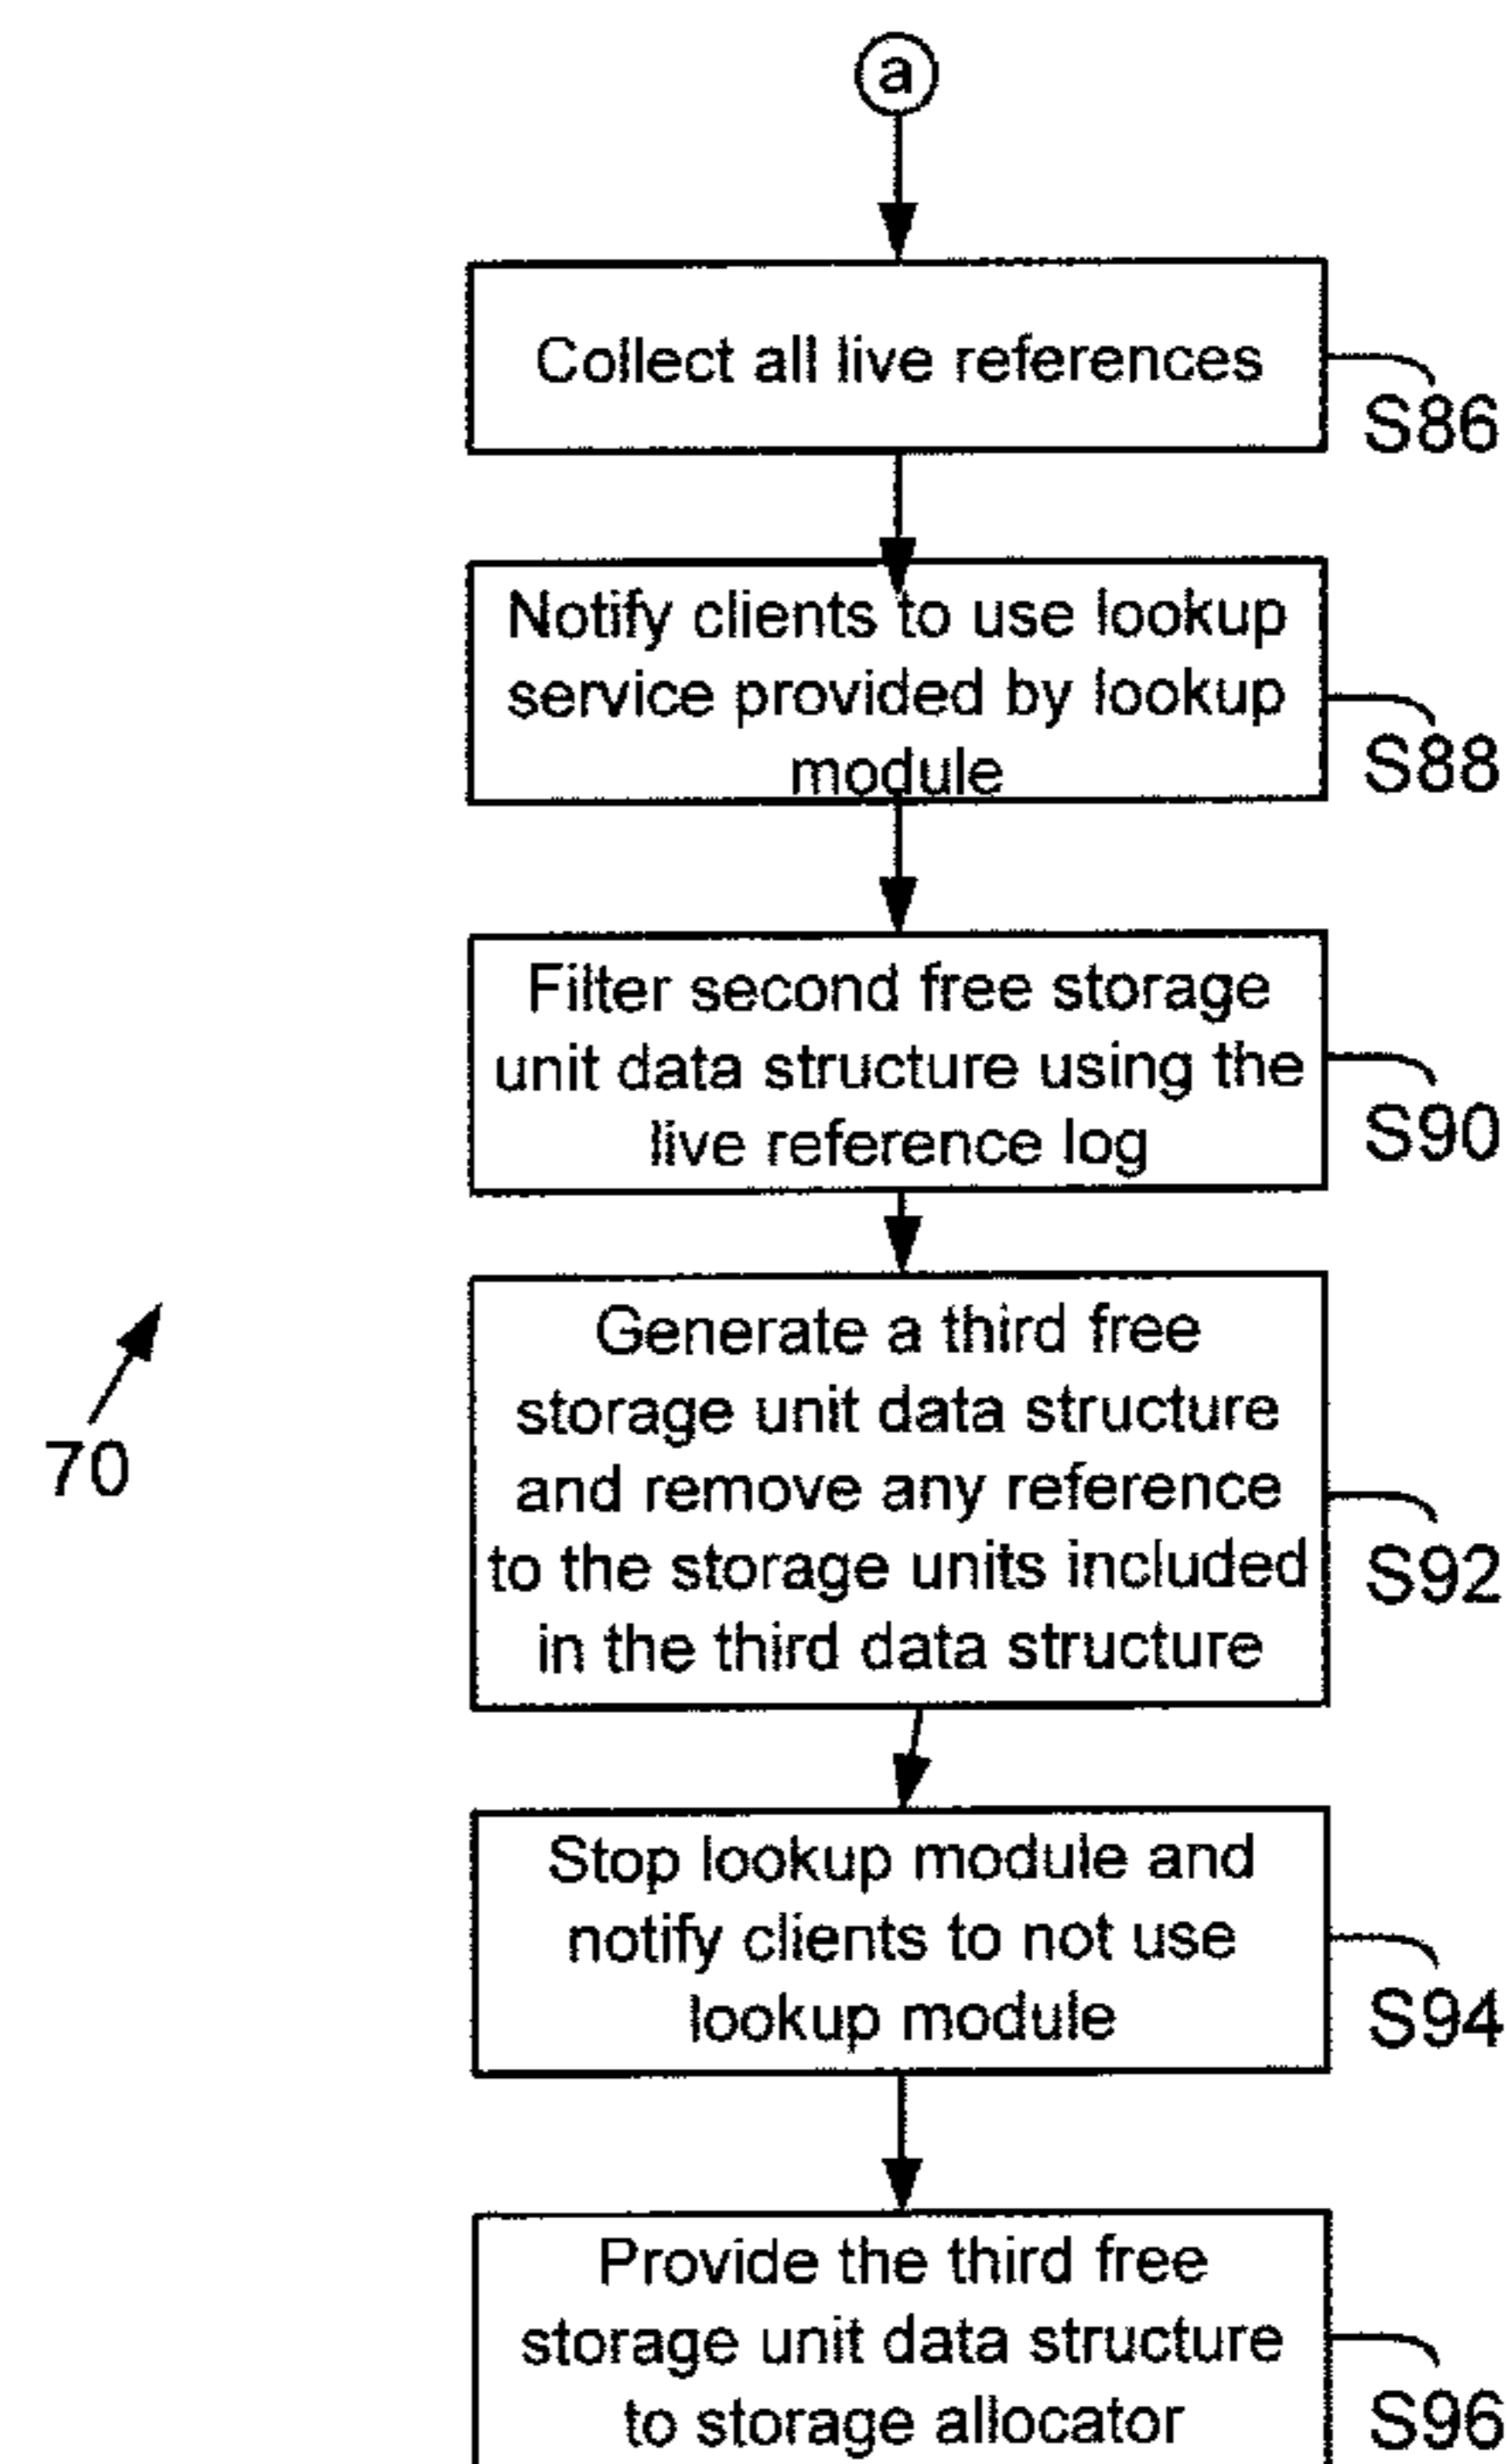 a
Collect all live references
S86
Notify clients to use lookup
service provided by lookup
module
S88
Filter second free storage
unit data structure using the
live reference log
S90
Generate a third free
storage unit data structure
and remove any reference
to the storage units included
in the third data structure
S92
70
Stop lookup module and
notify clients to not use
lookup module
S94
Provide the third free
storage unit data structure
to storage allocator
S96